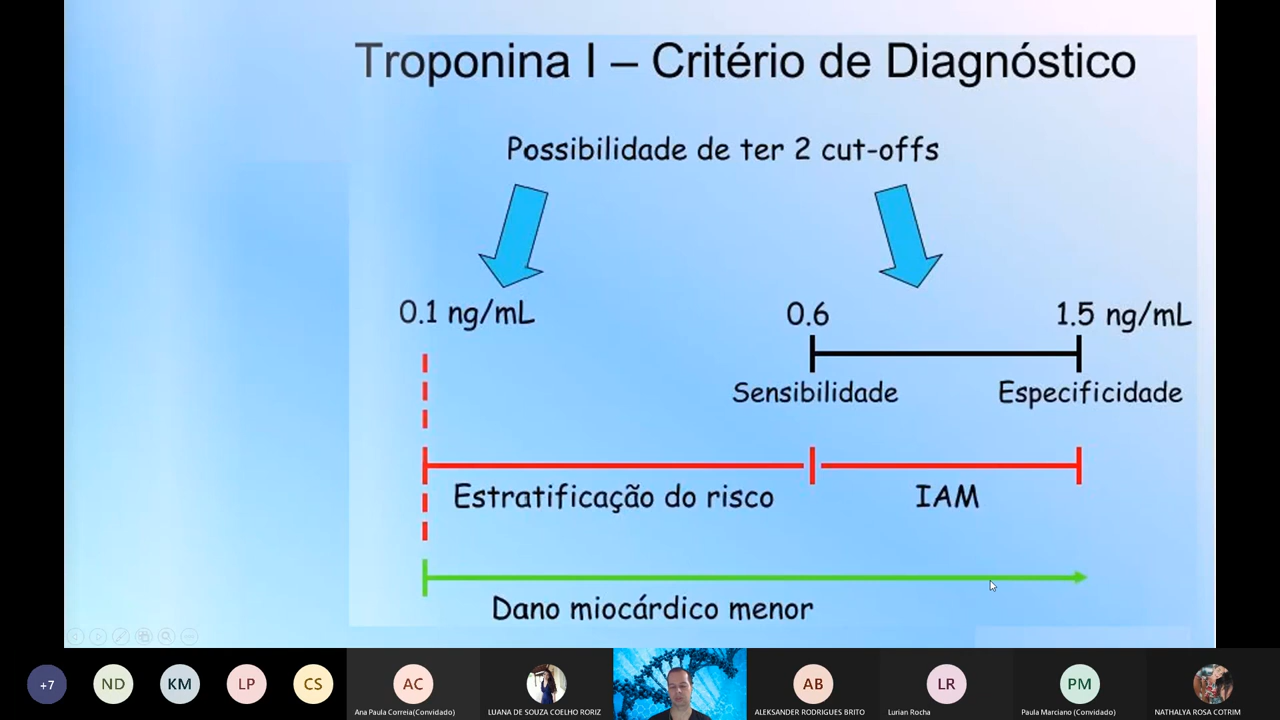 Troponina I – Critério de Diagnóstico
Possibilidade de ter 2 cut-offs
0.1 ng/mL
0.6
1.5 ng/mL
Sensibilidade
Especificidade
Estratificação do risco
IAM
Dano miocárdico menor
+7
ND
KM
LP
CS
AC
AB
LR
PM
Ana Paula Correia(Convidado)
LUANA DE SOUZA COELHO RORIZ
ALEKSANDER RODRIGUES BRITO
Lurian Rocha
Paula Marciano (Convidado)
NATHALYA ROSA COTRIM